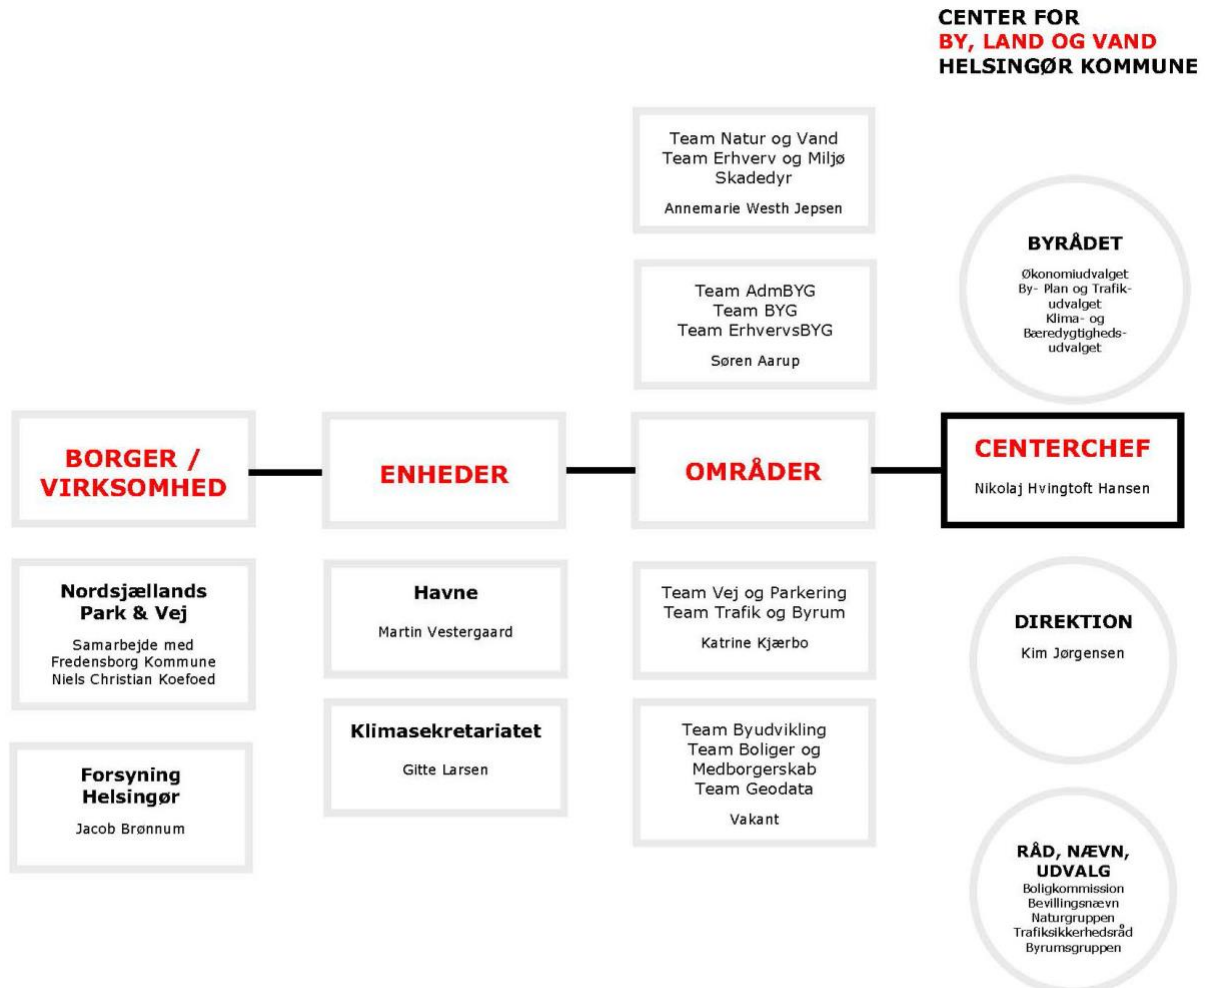 CENTER FOR
BY, LAND OG VAND
HELSINGØR KOMMUNE
Team Natur og Vand
Team Erhverv og Miljø
Skadedyr
Annemarie Westh Jepsen
Team AdmBYG
Team BYG
Team ErhvervsBYG
Søren Aarup
BYRÅDET
Økonomiudvalget
By- Plan og Trafik-
udvalget
Klima- og
Bæredygtigheds-
udvalget
BORGER /
VIRKSOMHED
ENHEDER
OMRÅDER
CENTERCHEF
Nikolaj Hvingtoft Hansen
Nordsjællands
Park & Vej
Samarbejde med
Fredensborg Kommune
Niels Christian Koefoed
Forsyning
Helsingør
Jacob Brønnum
Havne
Martin Vestergaard
Klimasekretariatet
Gitte Larsen
Team Vej og Parkering
Team Trafik og Byrum
Katrine Kjærbo
Team Byudvikling
Team Boliger og
Medborgerskab
Team Geodata
Vakant
DIREKTION
Kim Jørgensen
RÅD, NÆVN,
UDVALG
Boligkommission
Bevillingsnævn
Naturgruppen
Trafiksikkerhedsråd
Byrumsgruppen